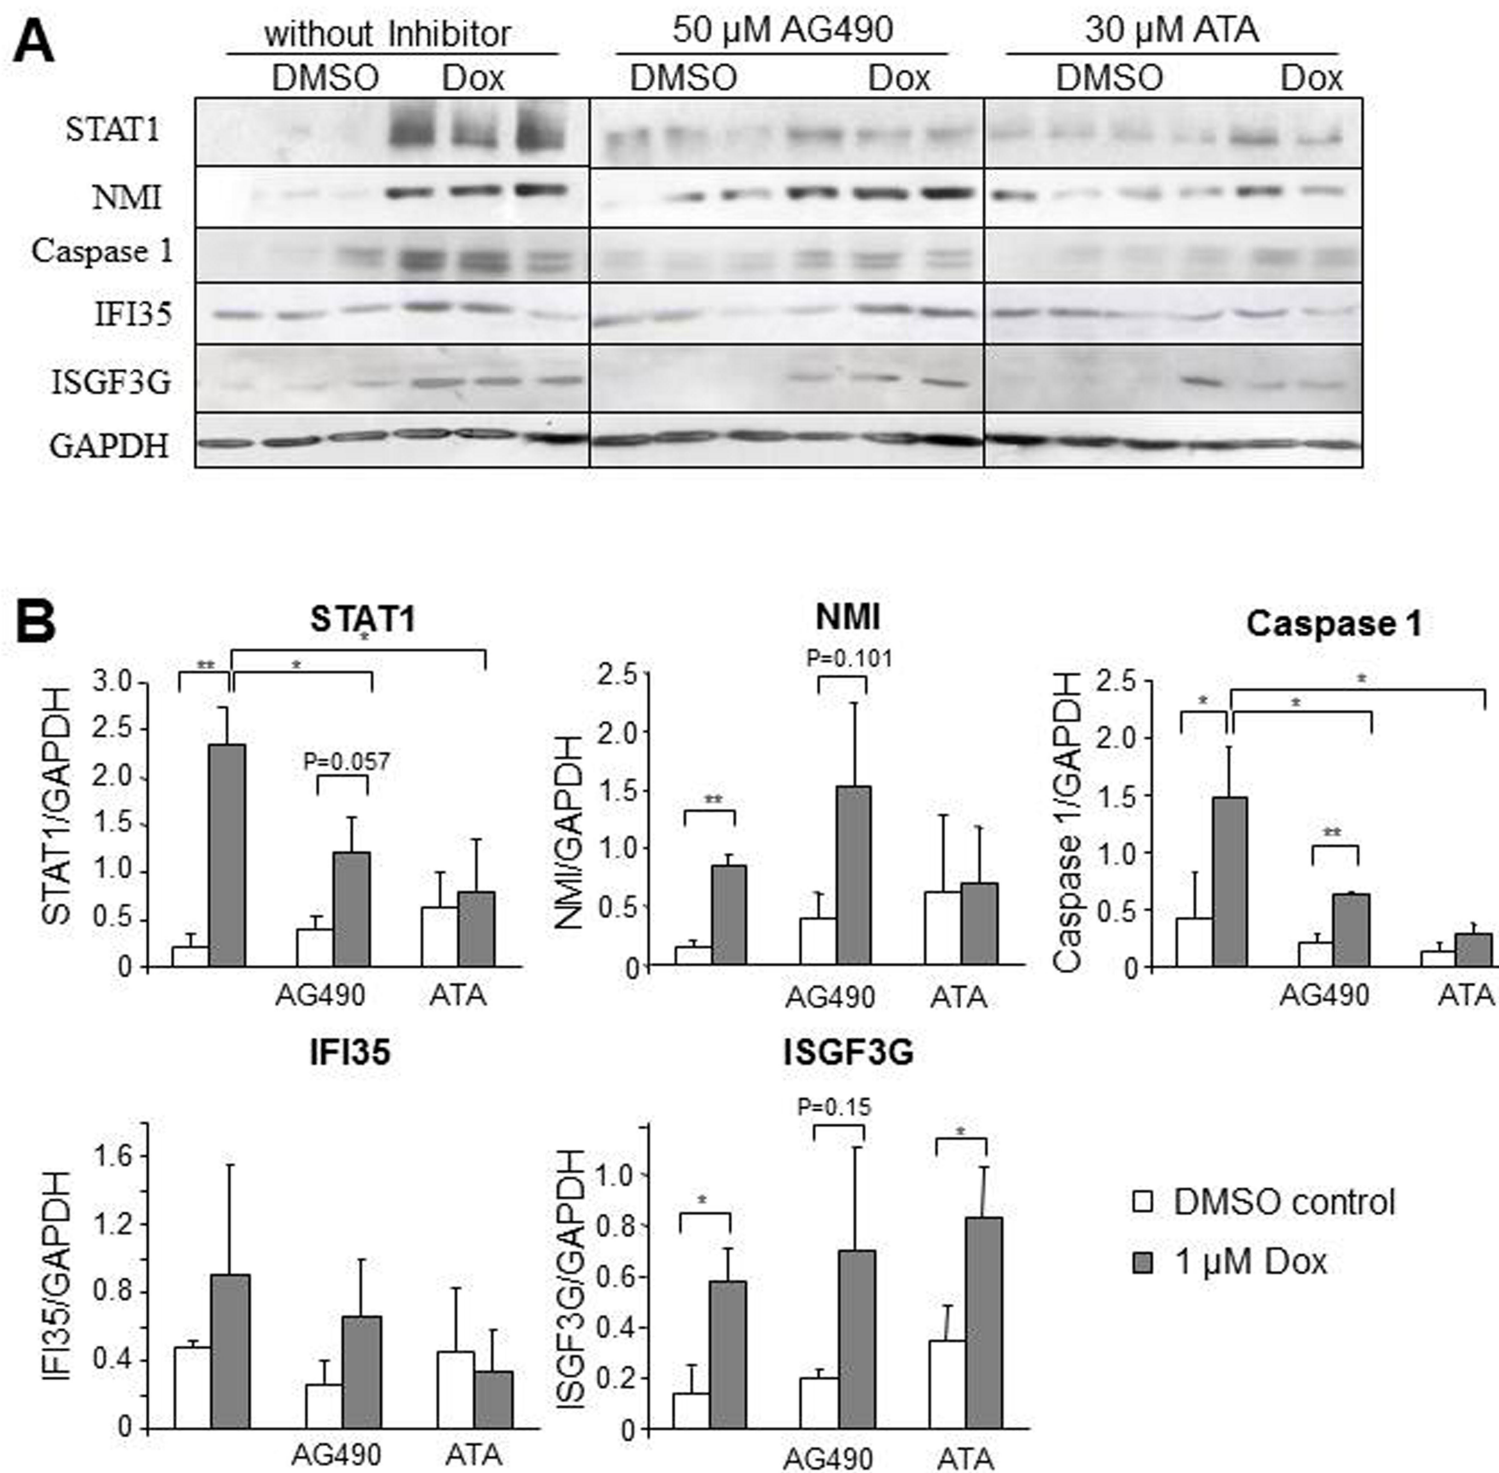 A
without Inhibitor 50 µM AG490 30 µM ATA
DMSO Dox DMSO Dox DMSO Dox
STAT1
NMI
Caspase 1
IFI35
ISGF3G
GAPDH
B
STAT1
*
** *
P=0.057
STAT1/GAPDH
3.0
2.5
2.0
1.5
1.0
0.5
0
AG490 ATA
NMI
P=0.101
**
NMI/GAPDH
2.5
2.0
1.5
1.0
0.5
0
AG490 ATA
Caspase 1
*
* *
**
Caspase 1/GAPDH
2.5
2.0
1.5
1.0
0.5
0
AG490 ATA
IFI35
IFI35/GAPDH
1.6
1.2
0.8
0.4
0
AG490 ATA
ISGF3G
P=0.15
*
*
ISGF3G/GAPDH
1.0
0.8
0.6
0.4
0.2
0
AG490 ATA
DMSO control
1 µM Dox